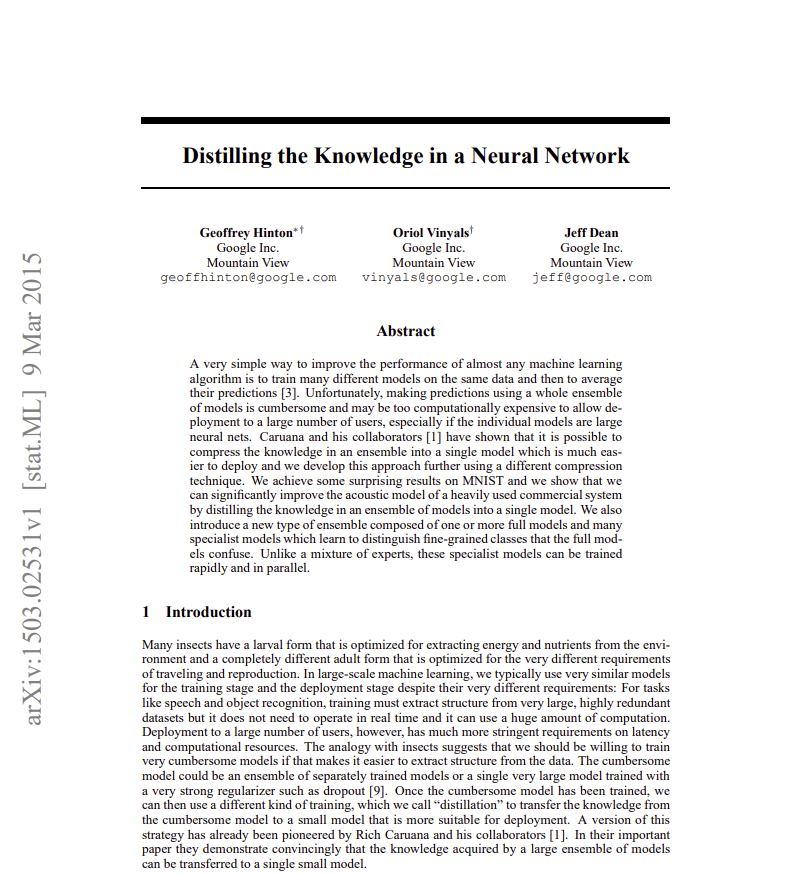 arXiv:1503.02531v1 [stat.ML] 9 Mar 2015
Distilling the Knowledge in a Neural Network
Geoffrey Hinton∗† Oriol Vinyals† Jeff Dean
Google Inc. Google Inc. Google Inc.
Mountain View Mountain View Mountain View
geoffhinton@google.com vinyals@google.com jeff@google.com
Abstract
A very simple way to improve the performance of almost any machine learning
algorithm is to train many different models on the same data and then to average
their predictions [3]. Unfortunately, making predictions using a whole ensemble
of models is cumbersome and may be too computationally expensive to allow de-
ployment to a large number of users, especially if the individual models are large
neural nets. Caruana and his collaborators [1] have shown that it is possible to
compress the knowledge in an ensemble into a single model which is much eas-
ier to deploy and we develop this approach further using a different compression
technique. We achieve some surprising results on MNIST and we show that we
can significantly improve the acoustic model of a heavily used commercial system
by distilling the knowledge in an ensemble of models into a single model. We also
introduce a new type of ensemble composed of one or more full models and many
specialist models which learn to distinguish fine-grained classes that the full mod-
els confuse. Unlike a mixture of experts, these specialist models can be trained
rapidly and in parallel.
1 Introduction
Many insects have a larval form that is optimized for extracting energy and nutrients from the envi-
ronment and a completely different adult form that is optimized for the very different requirements
of traveling and reproduction. In large-scale machine learning, we typically use very similar models
for the training stage and the deployment stage despite their very different requirements: For tasks
like speech and object recognition, training must extract structure from very large, highly redundant
datasets but it does not need to operate in real time and it can use a huge amount of computation.
Deployment to a large number of users, however, has much more stringent requirements on latency
and computational resources. The analogy with insects suggests that we should be willing to train
very cumbersome models if that makes it easier to extract structure from the data. The cumbersome
model could be an ensemble of separately trained models or a single very large model trained with
a very strong regularizer such as dropout [9]. Once the cumbersome model has been trained, we
can then use a different kind of training, which we call “distillation” to transfer the knowledge from
the cumbersome model to a small model that is more suitable for deployment. A version of this
strategy has already been pioneered by Rich Caruana and his collaborators [1]. In their important
paper they demonstrate convincingly that the knowledge acquired by a large ensemble of models
can be transferred to a single small model.